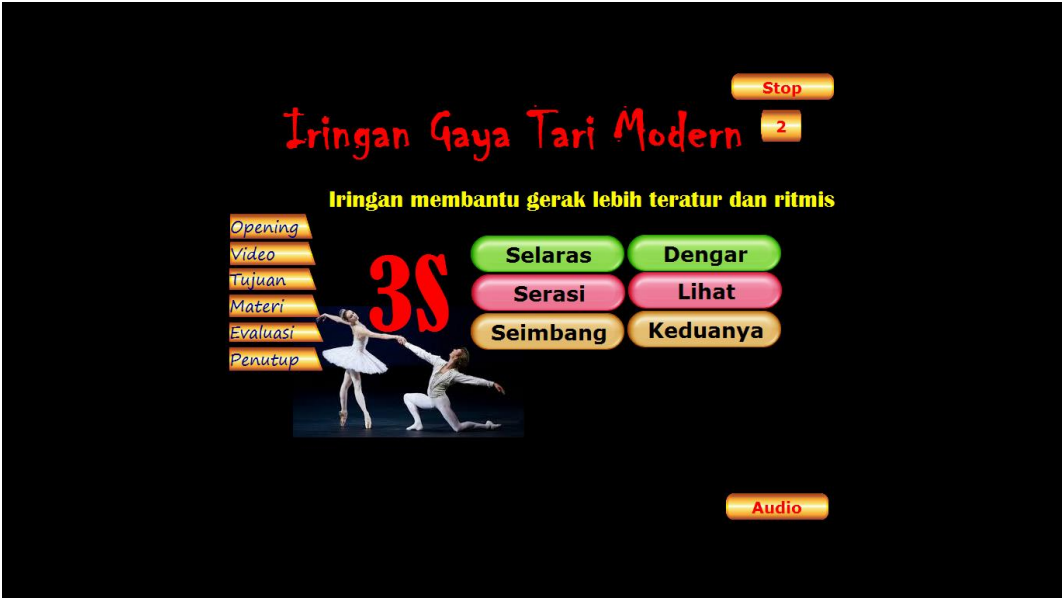 Stop
Iringan Gaya Tari Modern
2
Iringan membantu gerak lebih teratur dan ritmis
Opening
Video
Tujuan
Materi
Evaluasi
Penutup
3S
Selaras
Dengar
Serasi
Lihat
Seimbang
Keduanya
Audio